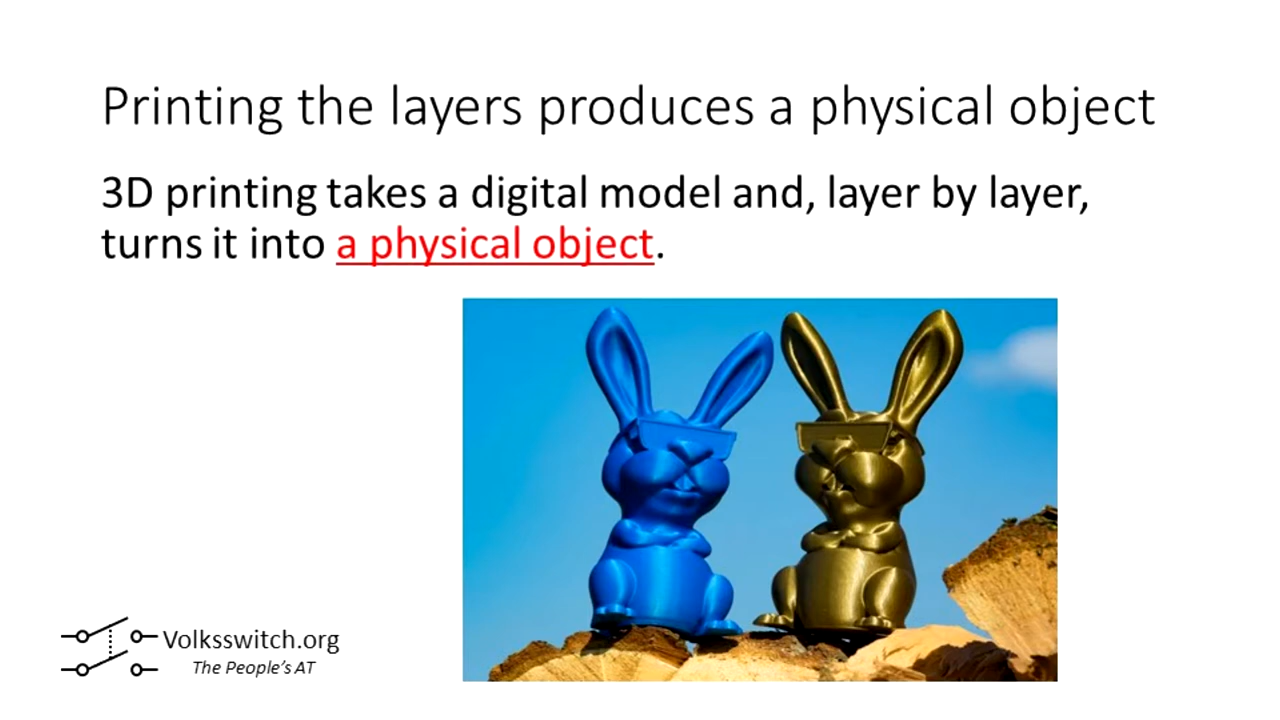 Printing the layers produces a physical object
3D printing takes a digital model and, layer by layer,
turns it into a physical object.
Volksswitch.org
The People's AT